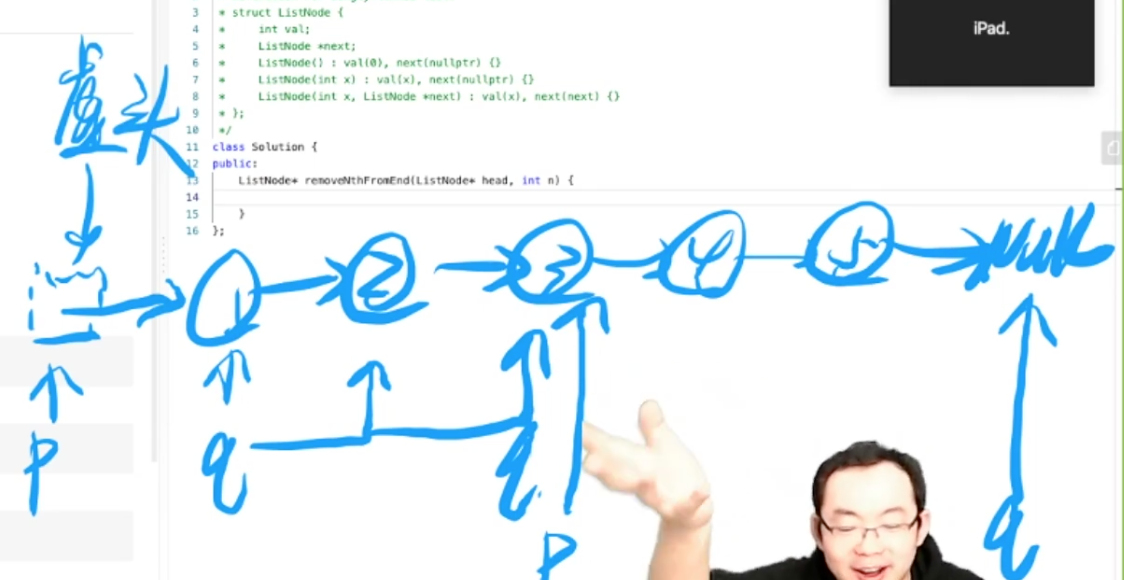 iPad.
3 * struct ListNode {
4 *     int val;
5 *     ListNode *next;
6 *     ListNode() : val(0), next(nullptr) {}
7 *     ListNode(int x) : val(x), next(nullptr) {}
8 *     ListNode(int x, ListNode *next) : val(x), next(next) {}
9 * };
10 */
11 class Solution {
12 public:
13     ListNode* removeNthFromEnd(ListNode* head, int n) {
14
15     }
16 };
虚头
1 2 3 4 5 null
p q q p q